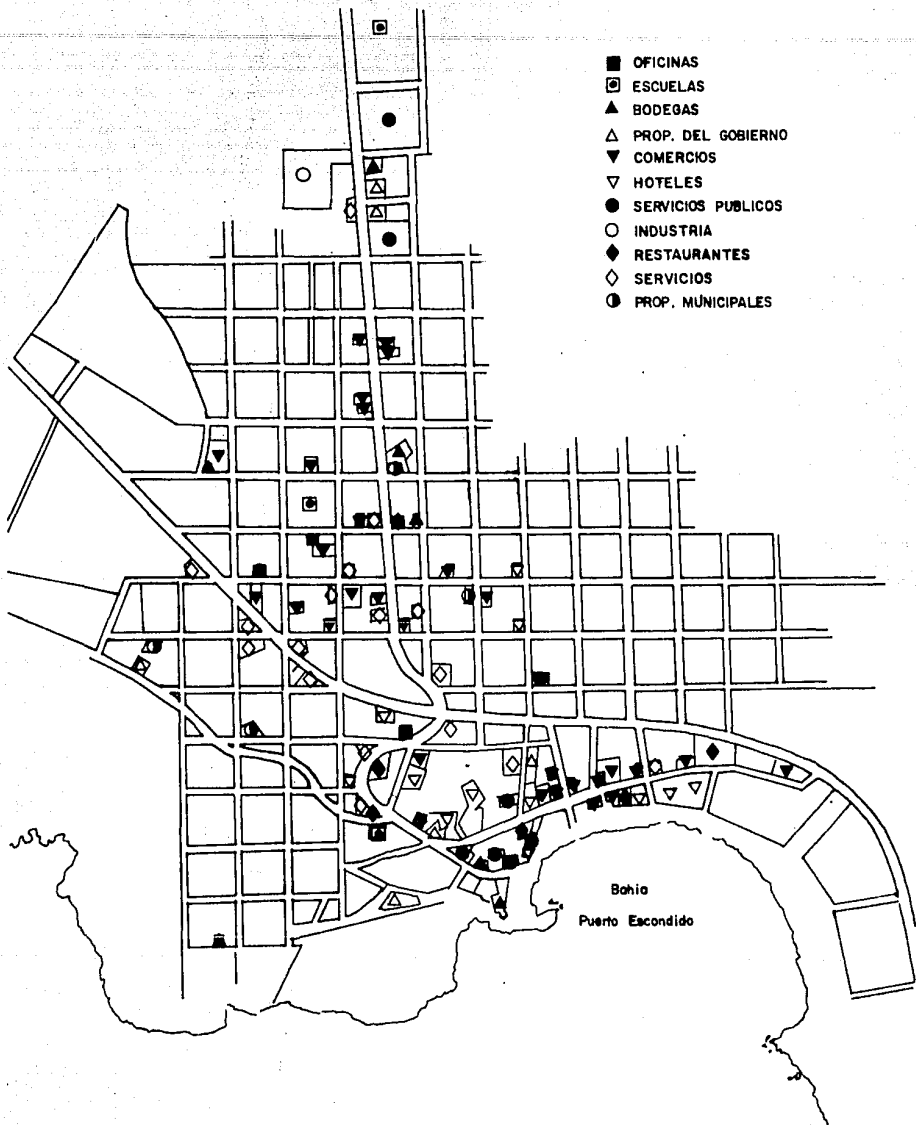 OFICINAS
ESCUELAS
BODEGAS
PROP. DEL GOBIERNO
COMERCIOS
HOTELES
SERVICIOS PUBLICOS
INDUSTRIA
RESTAURANTES
SERVICIOS
PROP. MUNICIPALES
Bahia
Puerto Escondido